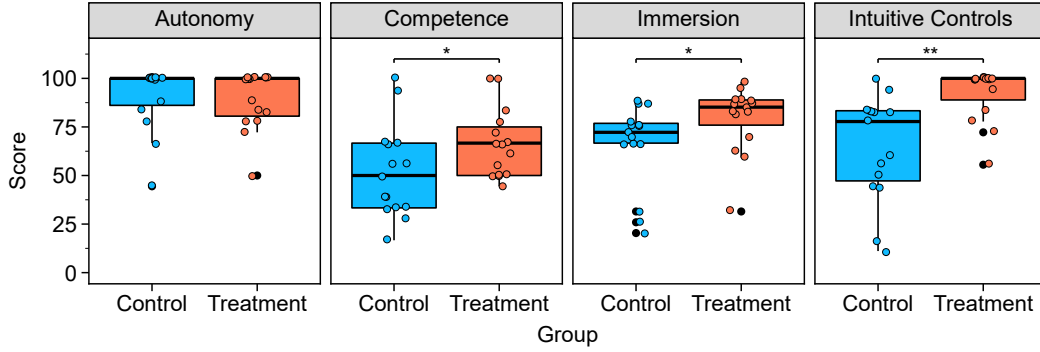 Autonomy Competence Immersion Intuitive Controls
* * **
100
75
50
25
0
Score
Control Treatment Control Treatment Control Treatment Control Treatment
Group